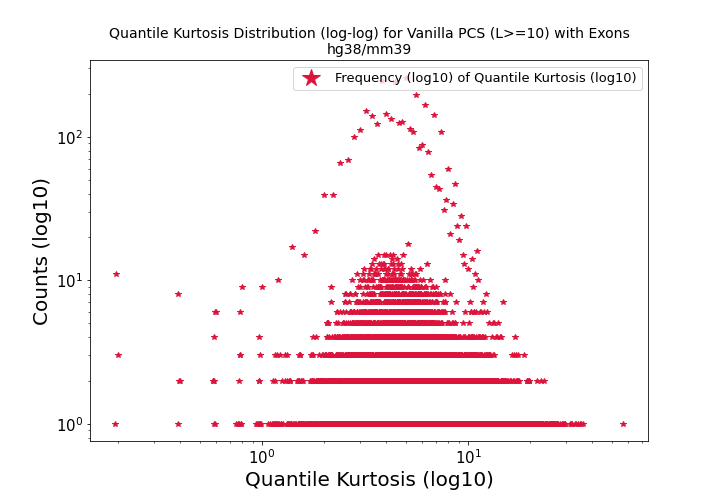 Quantile Kurtosis Distribution (log-log) for Vanilla PCS (L>=10) with Exons
hg38/mm39
Frequency (log10) of Quantile Kurtosis (log10)
Counts (log10)
10²
10¹
10⁰
10⁰ 10¹
Quantile Kurtosis (log10)